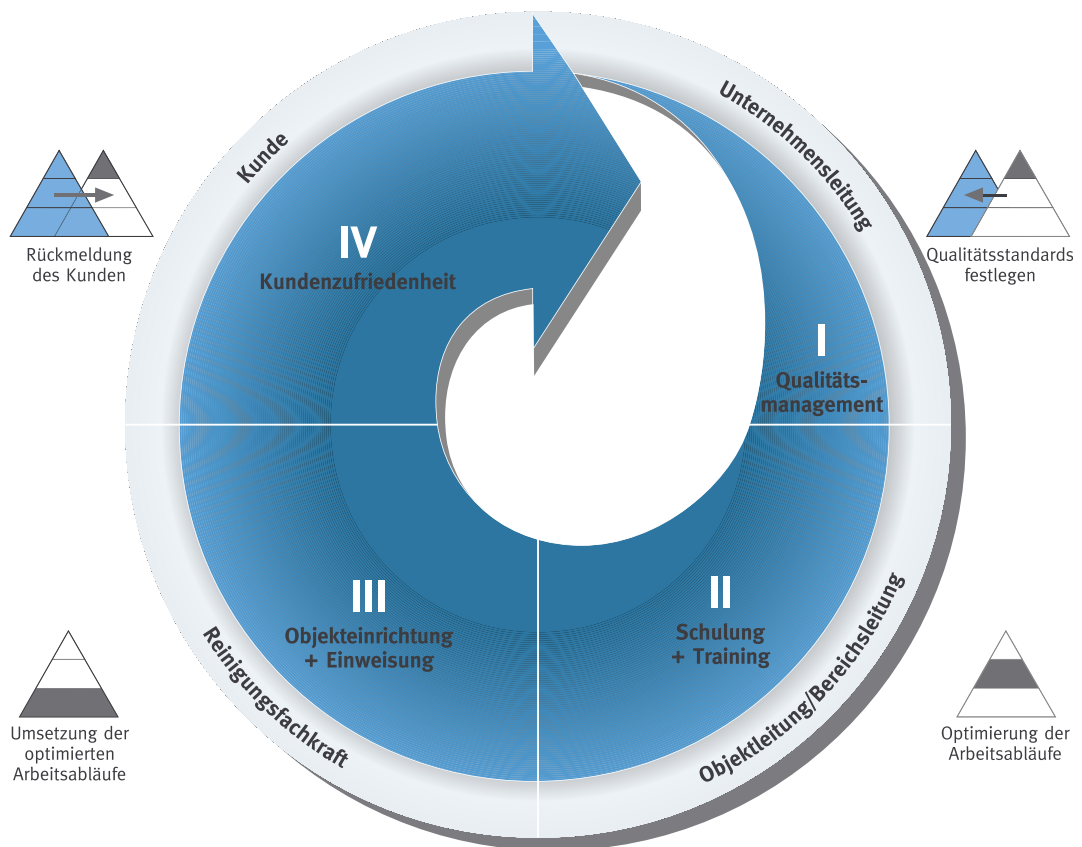 Kunde
Unternehmensleitung
Rückmeldung
des Kunden
Qualitätsstandards
festlegen
IV
Kundenzufriedenheit
I
Qualitäts-
management
III
Objekteinrichtung
+ Einweisung
II
Schulung
+ Training
Reinigungsfachkraft
Objektleitung/Bereichsleitung
Umsetzung der
optimierten
Arbeitsabläufe
Optimierung der
Arbeitsabläufe